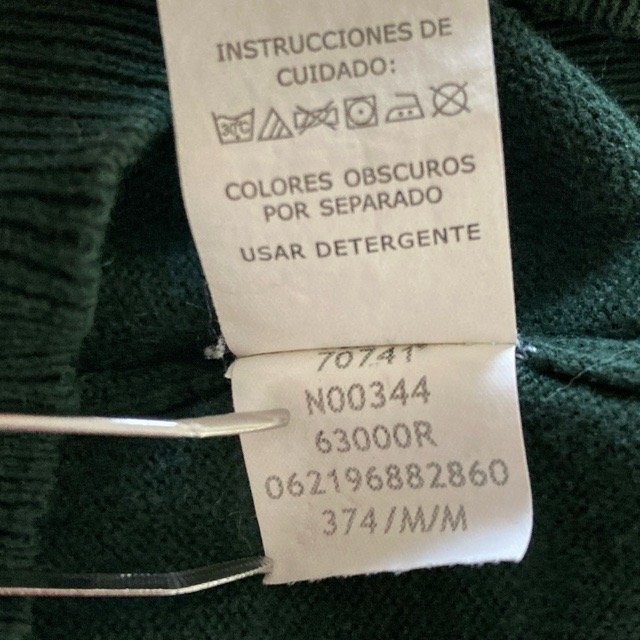 INSTRUCCIONES DE
CUIDADO:
COLORES OBSCUROS
POR SEPARADO
USAR DETERGENTE
70741
N00344
63000R
062196882860
374/M/M